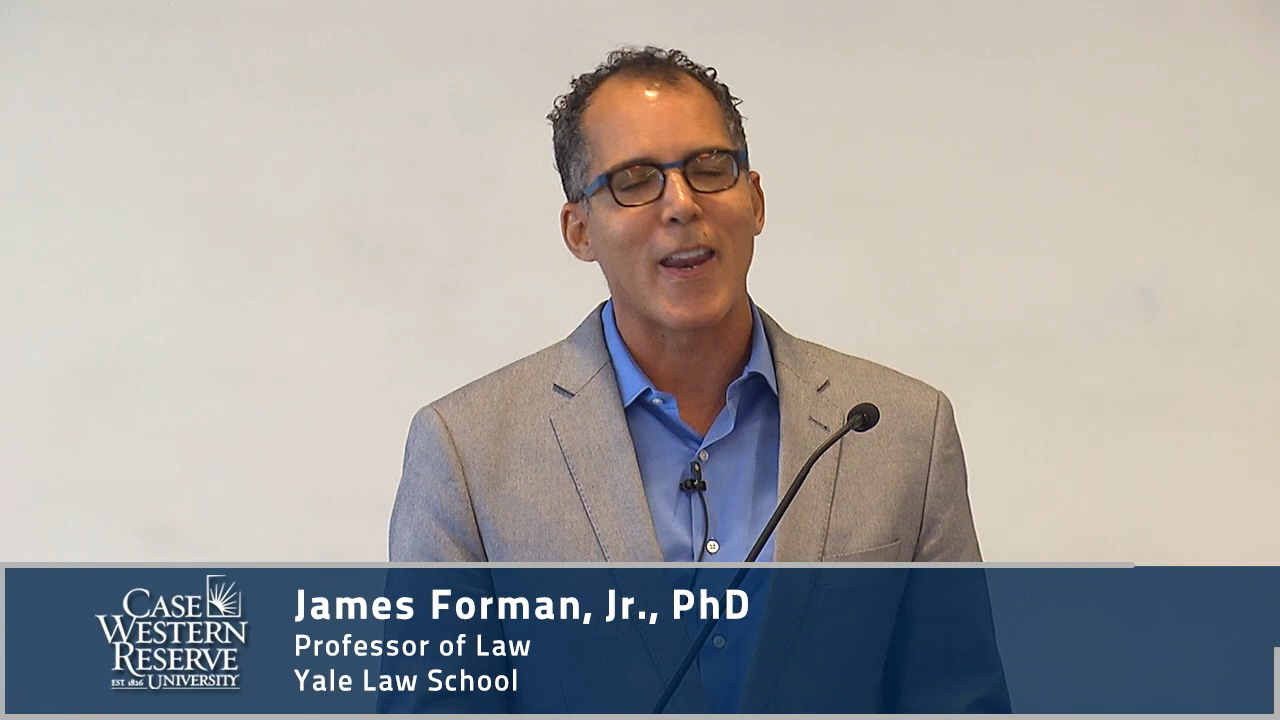 CASE
WESTERN
RESERVE
EST. 1826 UNIVERSITY
James Forman, Jr., PhD
Professor of Law
Yale Law School